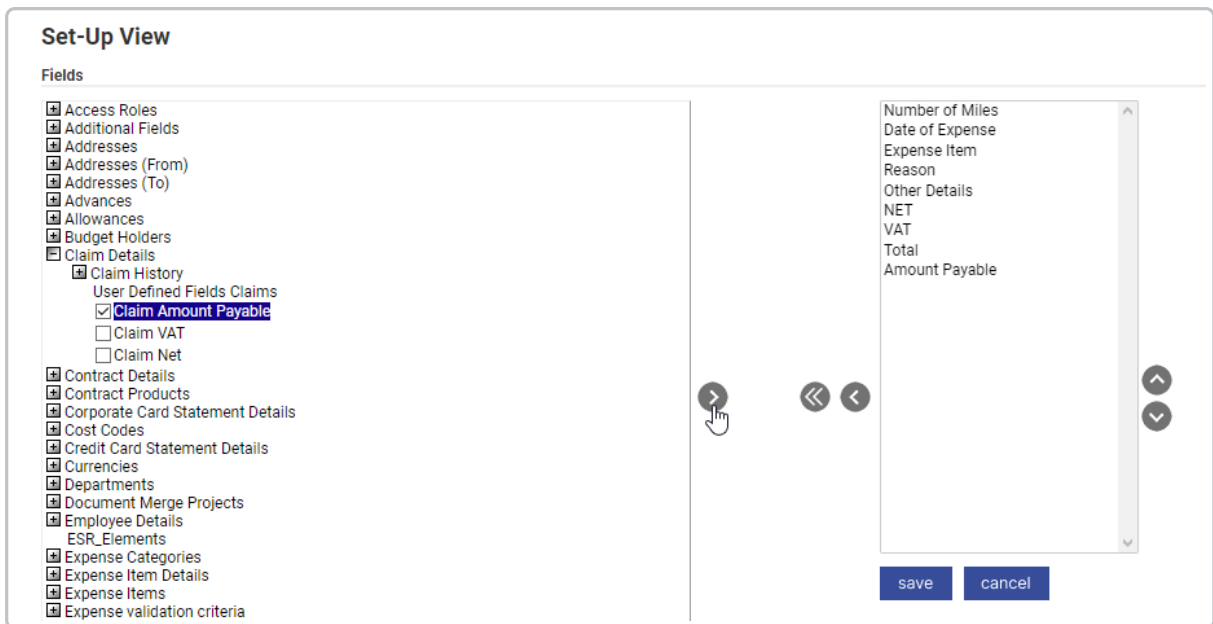 Set-Up View
Fields
Access Roles
Additional Fields
Addresses
Addresses (From)
Addresses (To)
Advances
Allowances
Budget Holders
Claim Details
Claim History
User Defined Fields Claims
Claim Amount Payable
Claim VAT
Claim Net
Contract Details
Contract Products
Corporate Card Statement Details
Cost Codes
Credit Card Statement Details
Currencies
Departments
Document Merge Projects
Employee Details
ESR_Elements
Expense Categories
Expense Item Details
Expense Items
Expense validation criteria
Number of Miles
Date of Expense
Expense Item
Reason
Other Details
NET
VAT
Total
Amount Payable
save cancel